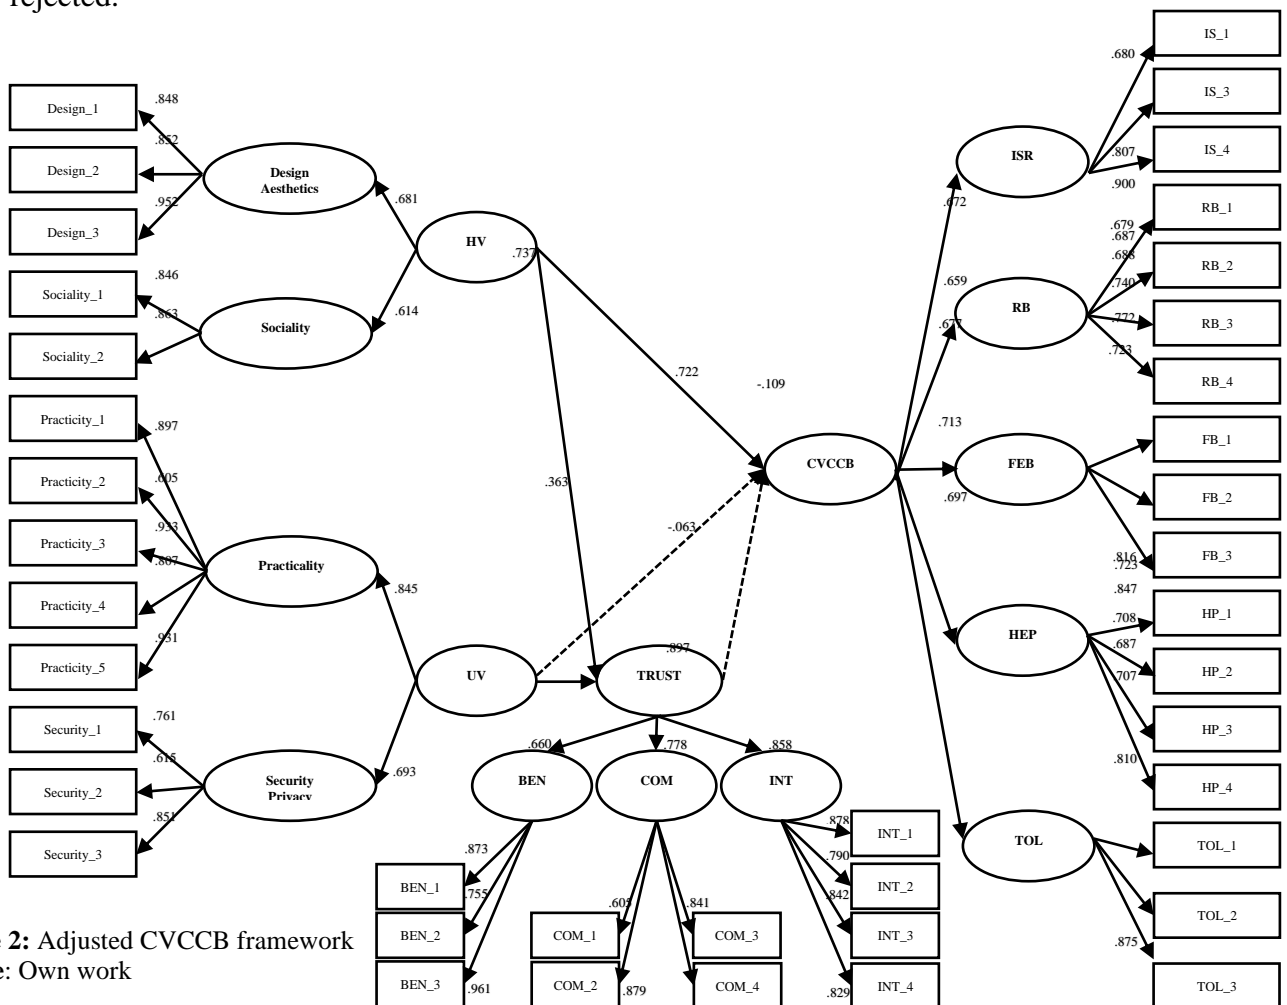 rejected.
Design_1
Design_2
Design_3
Sociality_1
Sociality_2
Practicity_1
Practicity_2
Practicity_3
Practicity_4
Practicity_5
Security_1
Security_2
Security_3
.848
.852
.952
.846
.863
.897
.605
.933
.807
.931
.761
.615
.851
Design
Aesthetics
Sociality
Practicality
Security
Privacy
.681
.614
.845
.693
HV
UV
.737
.722
-.109
.363
-.063
.897
TRUST
CVCCB
.660
.778
.858
BEN
COM
INT
.873
.755
.961
BEN_1
BEN_2
BEN_3
.605
.841
.879
COM_1
COM_2
COM_3
COM_4
.878
.790
.842
.829
INT_1
INT_2
INT_3
INT_4
.672
.659
.677
.713
.697
ISR
RB
FEB
HEP
TOL
.680
.807
.900
.679
.687
.688
.740
.772
.723
.816
.723
.847
.708
.687
.707
.810
.875
IS_1
IS_3
IS_4
RB_1
RB_2
RB_3
RB_4
FB_1
FB_2
FB_3
HP_1
HP_2
HP_3
HP_4
TOL_1
TOL_2
TOL_3
2: Adjusted CVCCB framework
: Own work